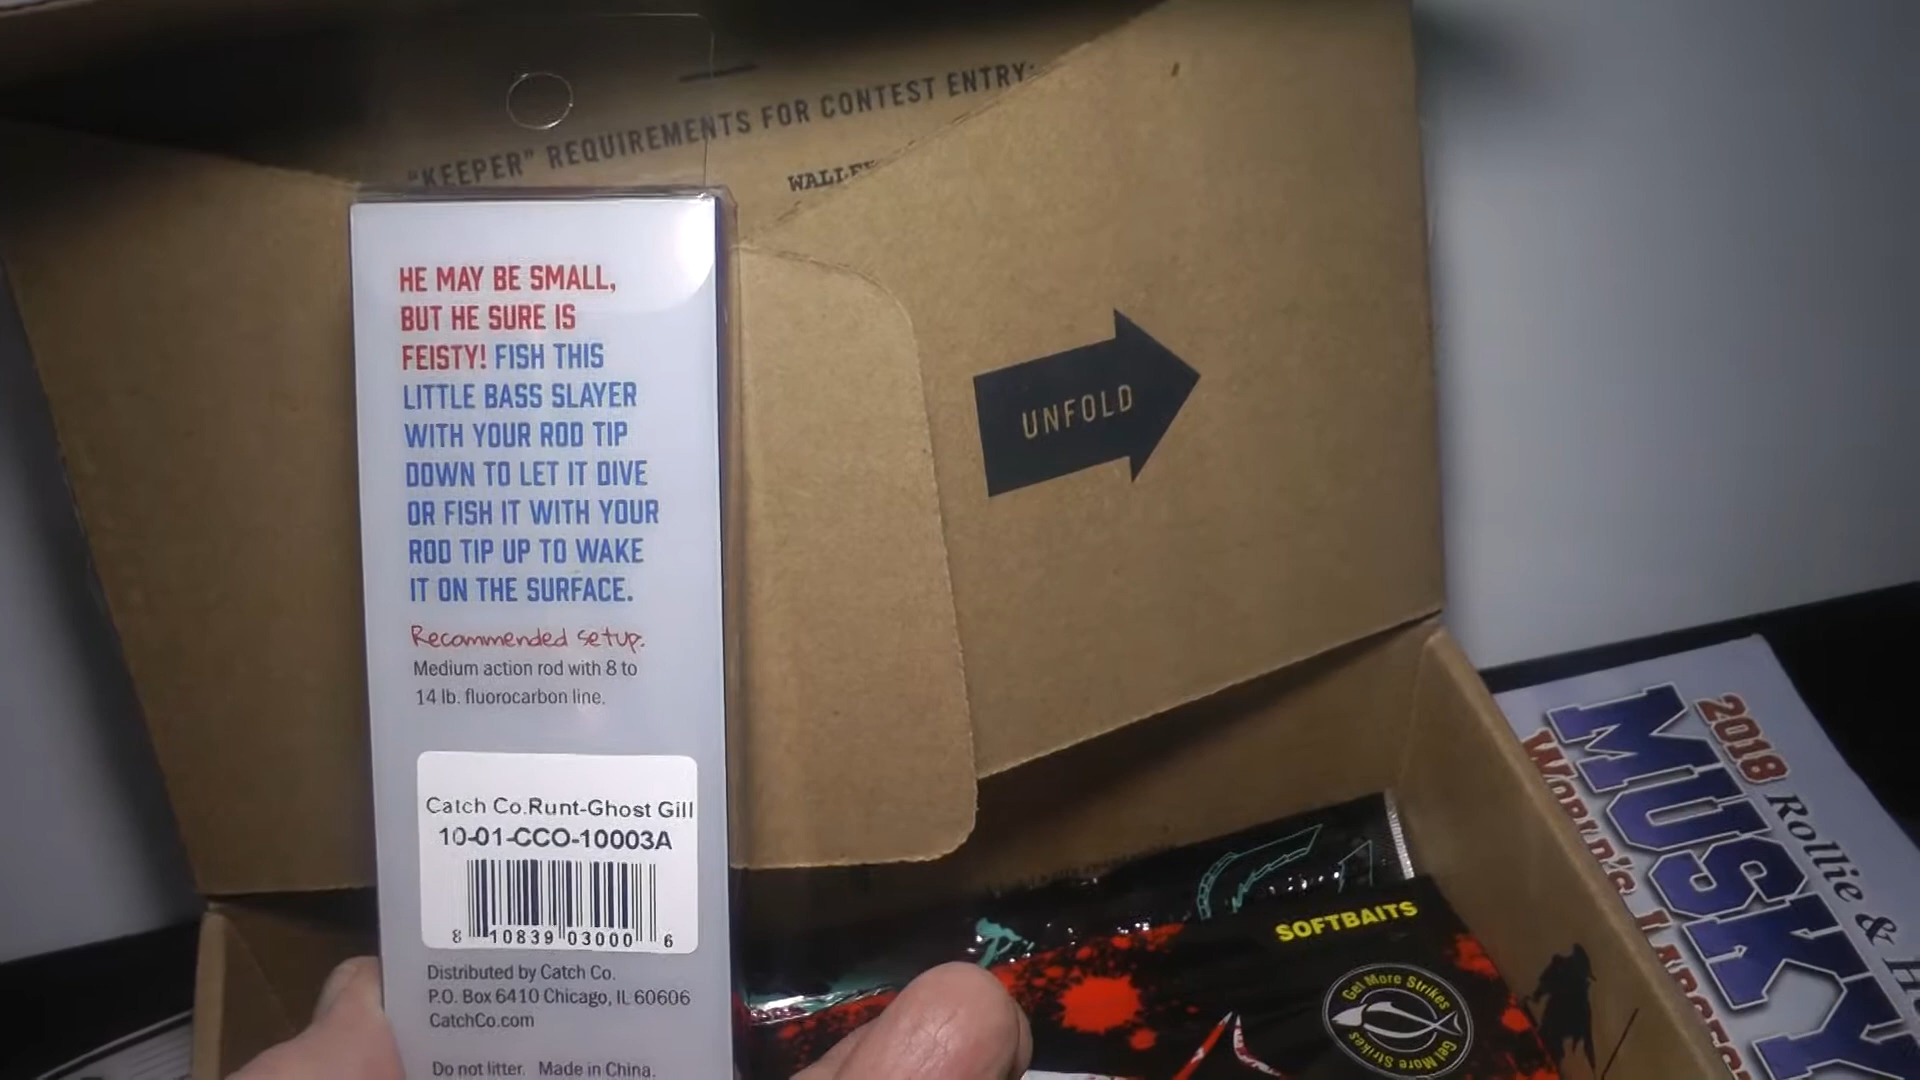 "KEEPER" REQUIREMENTS FOR CONTEST ENTRY:
UNFOLD
HE MAY BE SMALL,
BUT HE SURE IS
FEISTY! FISH THIS
LITTLE BASS SLAYER
WITH YOUR ROD TIP
DOWN TO LET IT DIVE
OR FISH IT WITH YOUR
ROD TIP UP TO WAKE
IT ON THE SURFACE.
Recommended setup.
Medium action rod with 8 to
14 lb. fluorocarbon line.
Catch Co.Runt-Ghost Gill
10-01-CCO-10003A
8 10839 03000 6
Distributed by Catch Co.
P.O. Box 6410 Chicago, IL 60606
CatchCo.com
Do not litter. Made in China.
SOFTBAITS
Get More Strikes
Get More Strikes
2018 Rollie &
MUSKY
WORLD'S